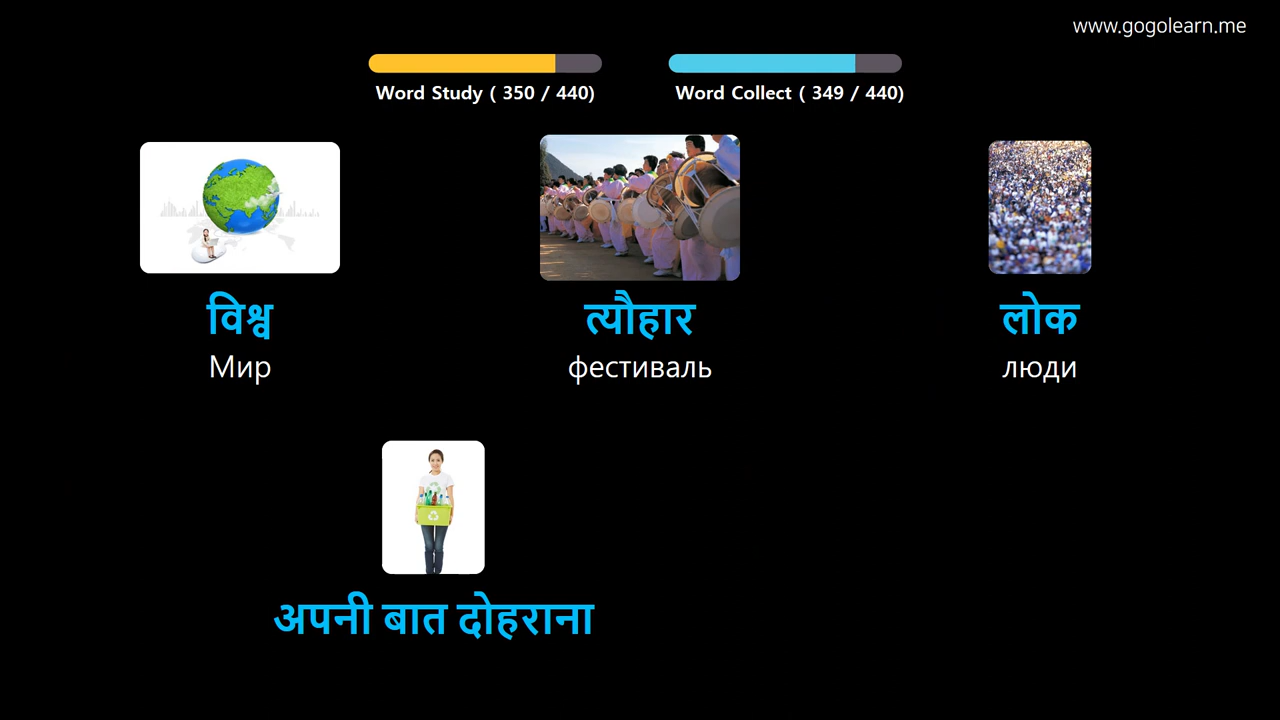 www.gogolearn.me
Word Study ( 350 / 440)
Word Collect ( 349 / 440)
विश्व
Мир
त्यौहार
фестиваль
लोक
люди
अपनी बात दोहराना